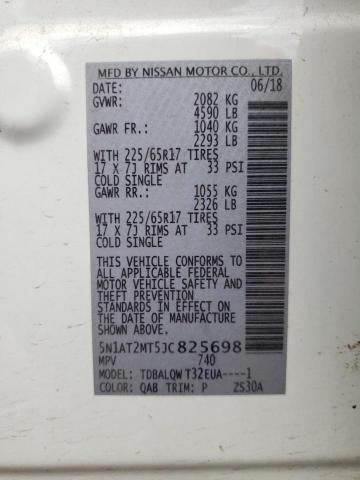 MFD BY NISSAN MOTOR CO., LTD.
DATE: 06/18
GVWR: 2082 KG
4590 LB
GAWR FR.: 1040 KG
2293 LB
WITH 225/65R17 TIRES
17 X 7J RIMS AT 33 PSI
COLD SINGLE
GAWR RR.: 1055 KG
2326 LB
WITH 225/65R17 TIRES
17 X 7J RIMS AT 33 PSI
COLD SINGLE
THIS VEHICLE CONFORMS TO
ALL APPLICABLE FEDERAL
MOTOR VEHICLE SAFETY AND
THEFT PREVENTION
STANDARDS IN EFFECT ON
THE DATE OF MANUFACTURE
SHOWN ABOVE.
5N1AT2MT5JC825698
MPV 740
MODEL: TDBALQWT32EUA----1
COLOR: QAB TRIM: P ZS30A